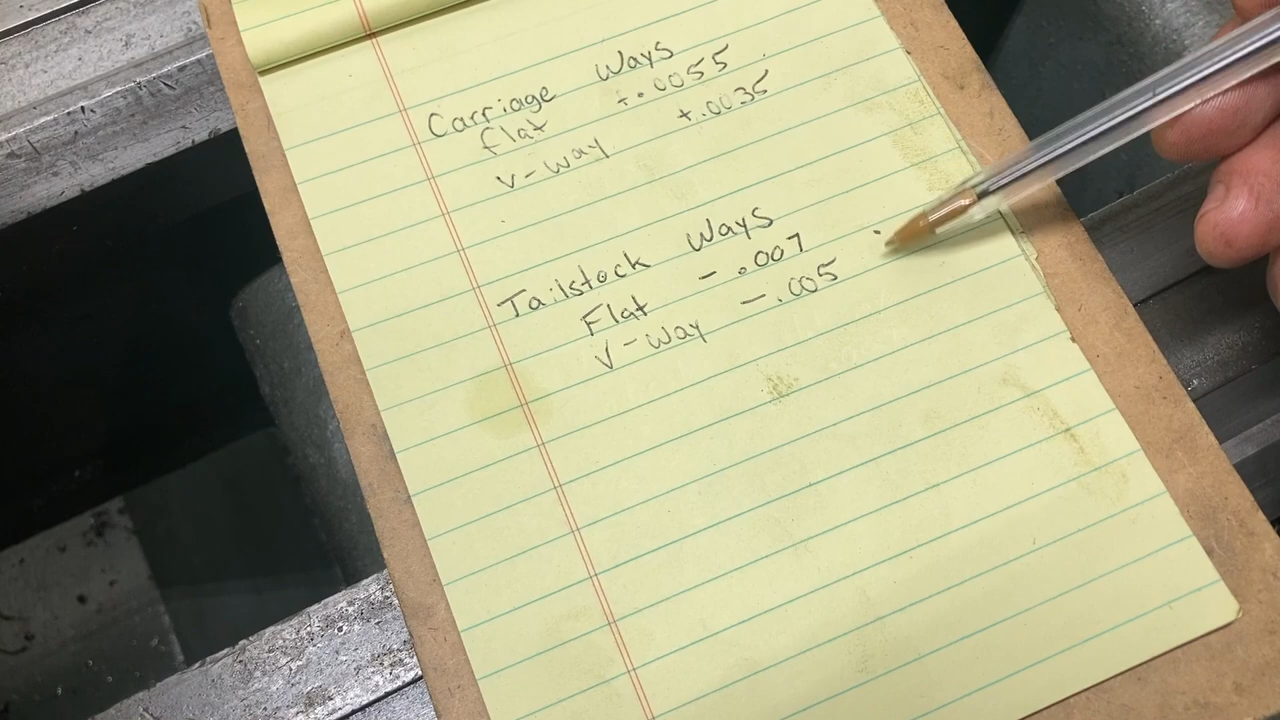 Carriage Ways
flat +.0055
v-way +.0035
Tailstock Ways
Flat -.007
V-way -.005